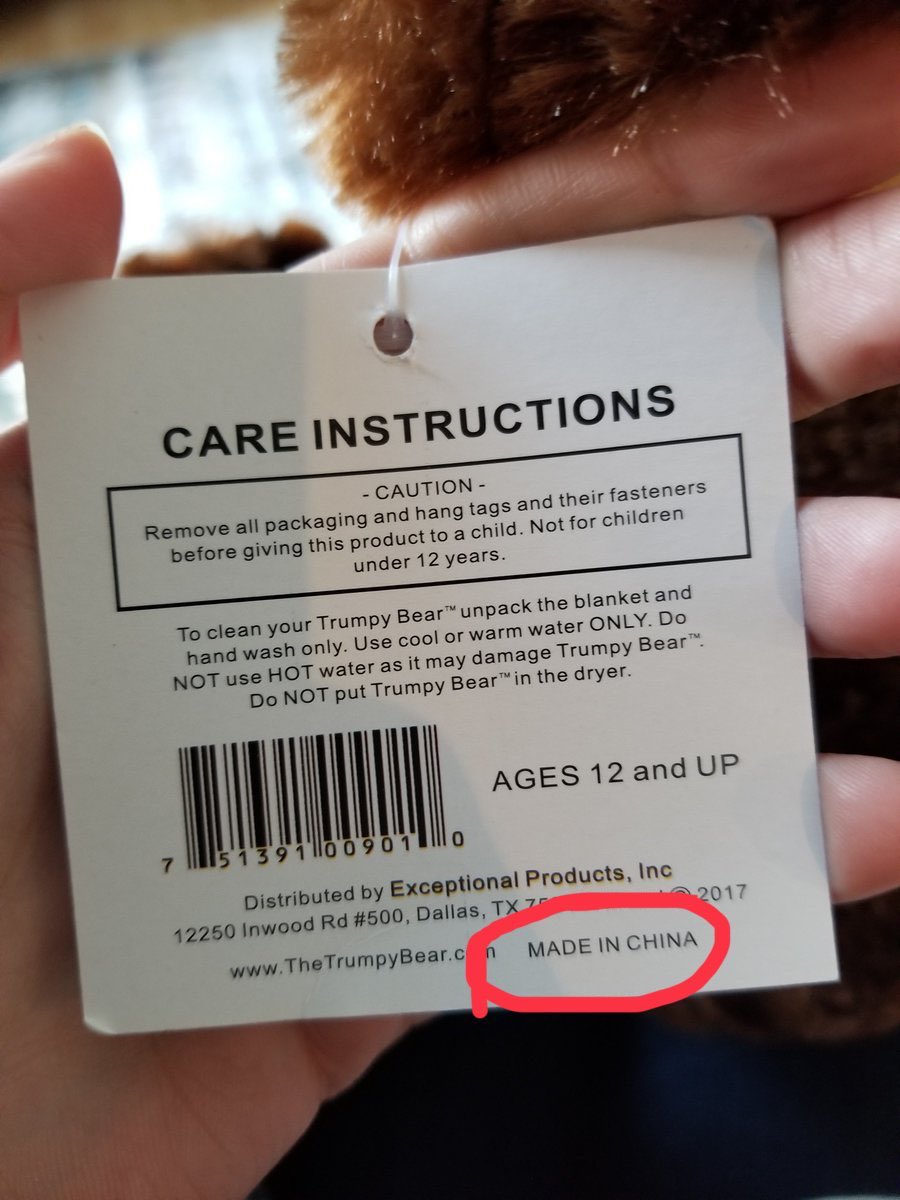 CARE INSTRUCTIONS
- CAUTION -
Remove all packaging and hang tags and their fasteners
before giving this product to a child. Not for children
under 12 years.
To clean your Trumpy Bear™ unpack the blanket and
hand wash only. Use cool or warm water ONLY. Do
NOT use HOT water as it may damage Trumpy Bear™.
Do NOT put Trumpy Bear™ in the dryer.
7 51391 00901 0
AGES 12 and UP
Distributed by Exceptional Products, Inc
12250 Inwood Rd #500, Dallas, TX © 2017
www.TheTrumpyBear.com MADE IN CHINA